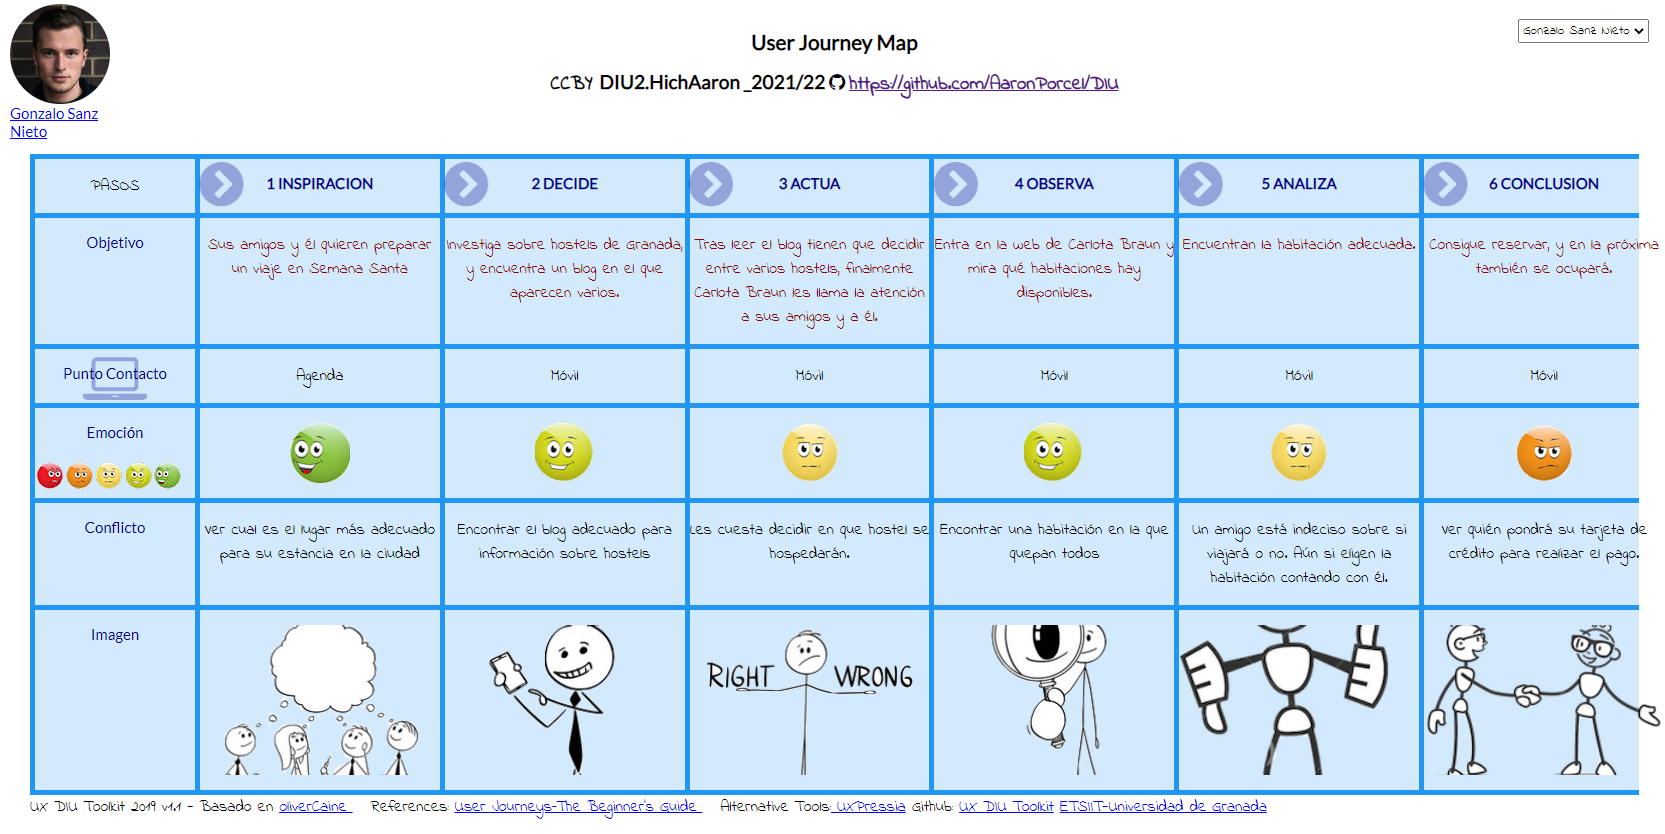 User Journey Map
Gonzalo Sanz Nieto
CCBY DIU2.HichAaron_2021/22 https://github.com/AaronPorcel/DIU
Gonzalo Sanz
Nieto
PASOS
1 INSPIRACION
2 DECIDE
3 ACTUA
4 OBSERVA
5 ANALIZA
6 CONCLUSION
Objetivo
Sus amigos y él quieren preparar
un viaje en Semana Santa
Investiga sobre hostels de Granada,
y encuentra un blog en el que
aparecen varios.
Tras leer el blog tienen que decidir
entre varios hostels, finalmente
Carlota Braun les llama la atención
a sus amigos y a él.
Entra en la web de Carlota Braun y
mira qué habitaciones hay
disponibles.
Encuentran la habitación adecuada.
Consigue reservar, y en la próxima
también se ocupará.
Punto Contacto
Agenda
Móvil
Móvil
Móvil
Móvil
Móvil
Emoción
Conflicto
Ver cual es el lugar más adecuado
para su estancia en la ciudad
Encontrar el blog adecuado para
información sobre hostels
Les cuesta decidir en que hostel se
hospedarán.
Encontrar una habitación en la que
quepan todos
Un amigo está indeciso sobre si
viajará o no. Aún si eligen la
habitación contando con él.
Ver quién pondrá su tarjeta de
crédito para realizar el pago.
Imagen
RIGHT WRONG
UX DIU Toolkit 2019 v1.1 - Basado en oliverCaine References: User Journeys-The Beginner's Guide Alternative Tools: UXPressia Github: UX DIU Toolkit ETSIIT-Universidad de Granada